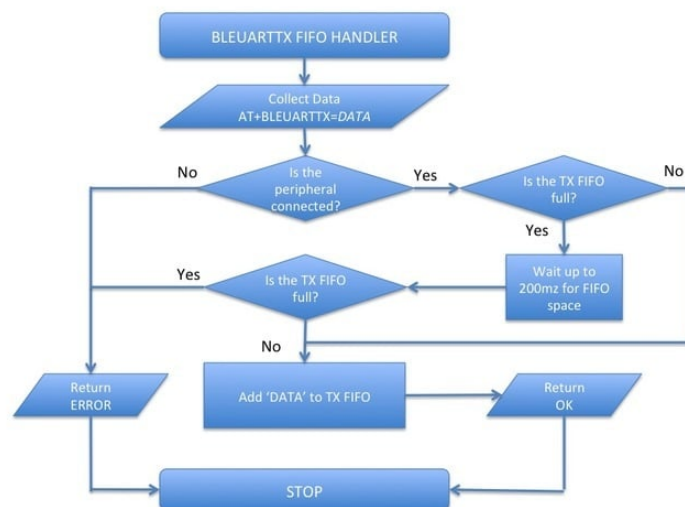 BLEUARTTX FIFO HANDLER
Collect Data
AT+BLEUARTTX=DATA
No
Is the
peripheral
connected?
Yes
Is the TX FIFO
full?
No
Yes
Wait up to
200mz for FIFO
space
Yes
Is the TX FIFO
full?
No
Return
ERROR
Add 'DATA' to TX FIFO
Return
OK
STOP